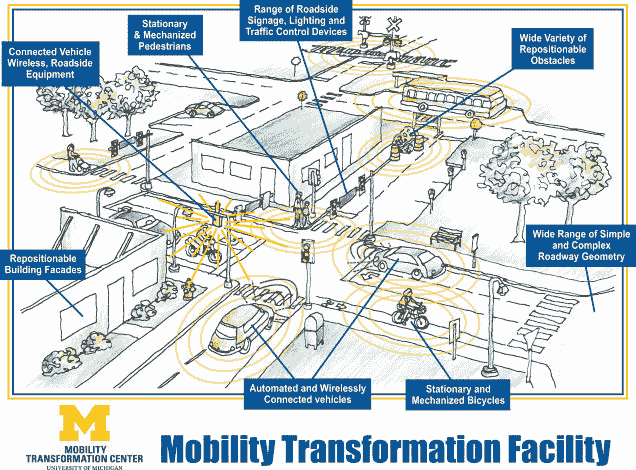 Stationary
& Mechanized
Pedestrians
Range of Roadside
Signage, Lighting and
Traffic Control Devices
Wide Variety of
Repositionable
Obstacles
Connected Vehicle
Wireless, Roadside
Equipment
Repositionable
Building Facades
Wide Range of Simple
and Complex
Roadway Geometry
Automated and Wirelessly
Connected vehicles
Stationary and
Mechanized Bicycles
M
MOBILITY
TRANSFORMATION CENTER
UNIVERSITY OF MICHIGAN
Mobility Transformation Facility